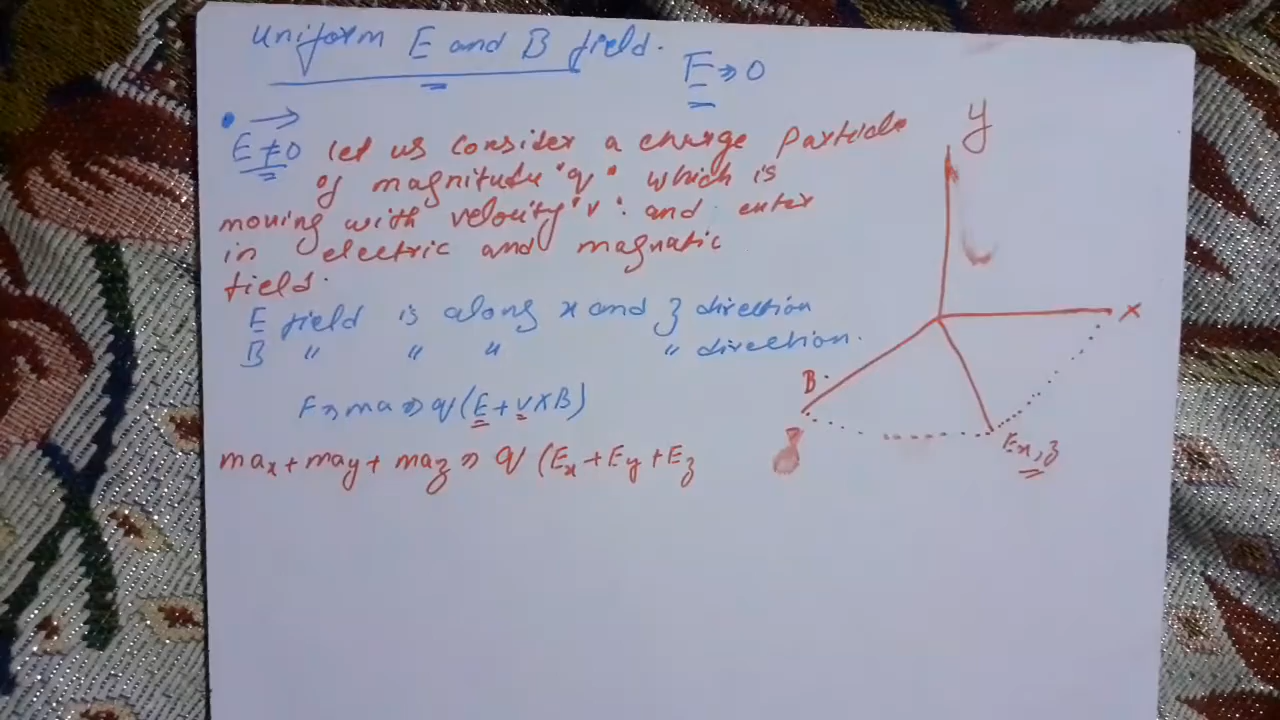 Uniform E and B field.
E ⇒ 0
E ≠ 0 let us consider a charge Particle
of magnitude "q" which is
moving with velocity "v". and enter
in electric and magnatic
field.
E field is along x and z direction
B " " " " direction.
F = ma ⇒ q(E + v × B)
max + may + maz = q (Ex + Ey + Ez
y
x
B.
z
Ex,z